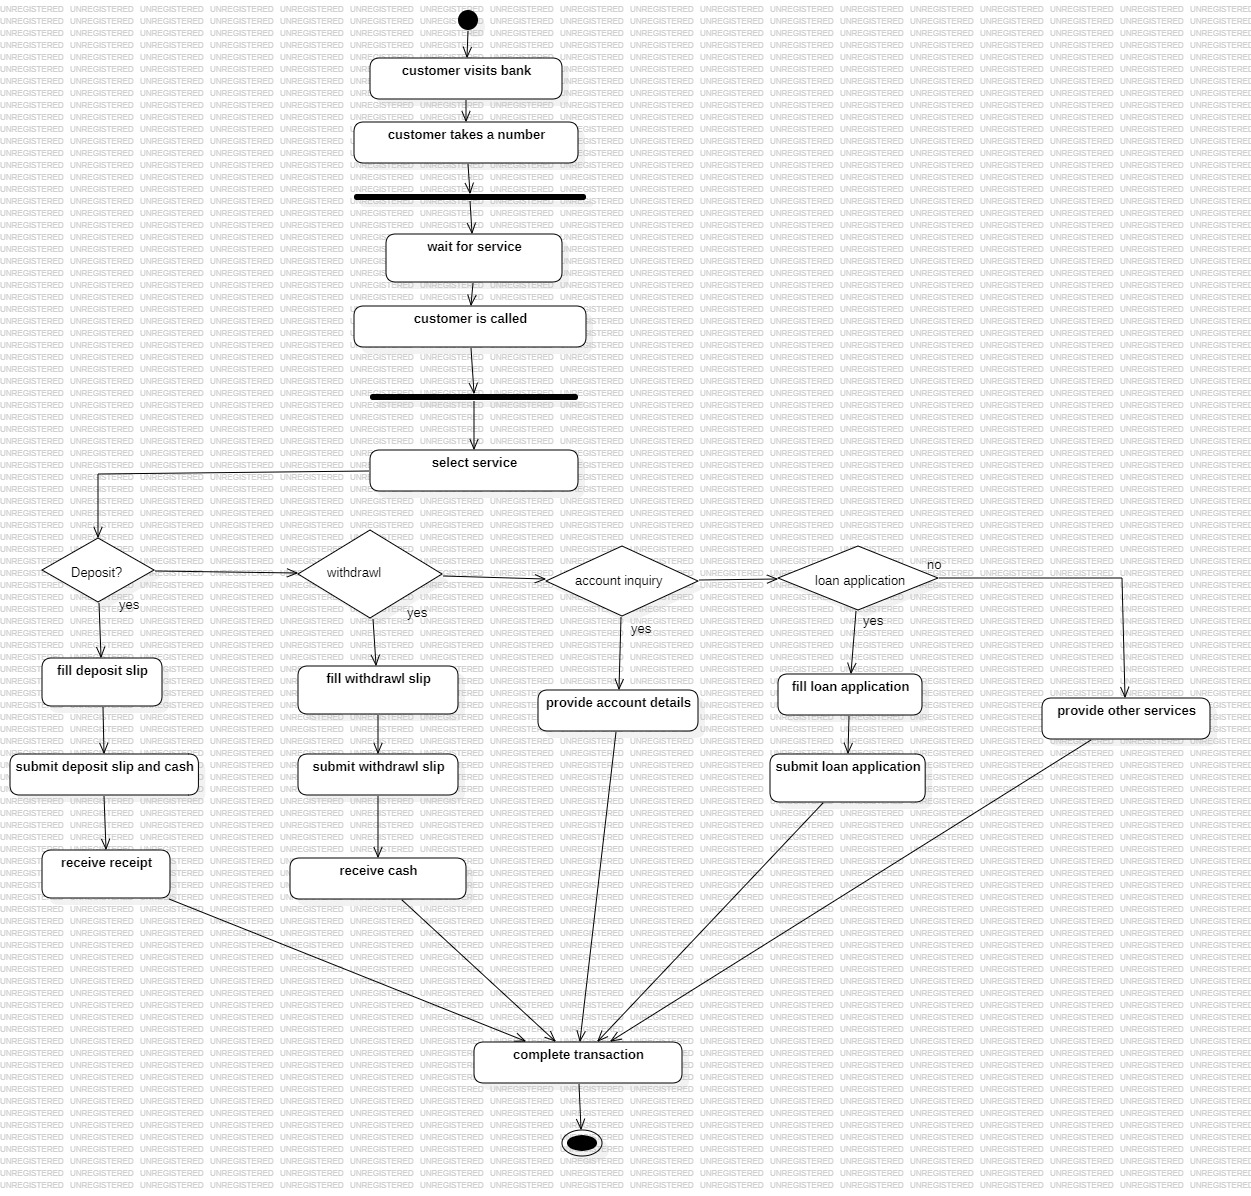 customer visits bank
customer takes a number
wait for service
customer is called
select service
Deposit?
withdrawl
account inquiry
loan application
no
yes
yes
yes
yes
fill deposit slip
fill withdrawl slip
provide account details
fill loan application
provide other services
submit deposit slip and cash
submit withdrawl slip
submit loan application
receive receipt
receive cash
complete transaction
UNREGISTERED